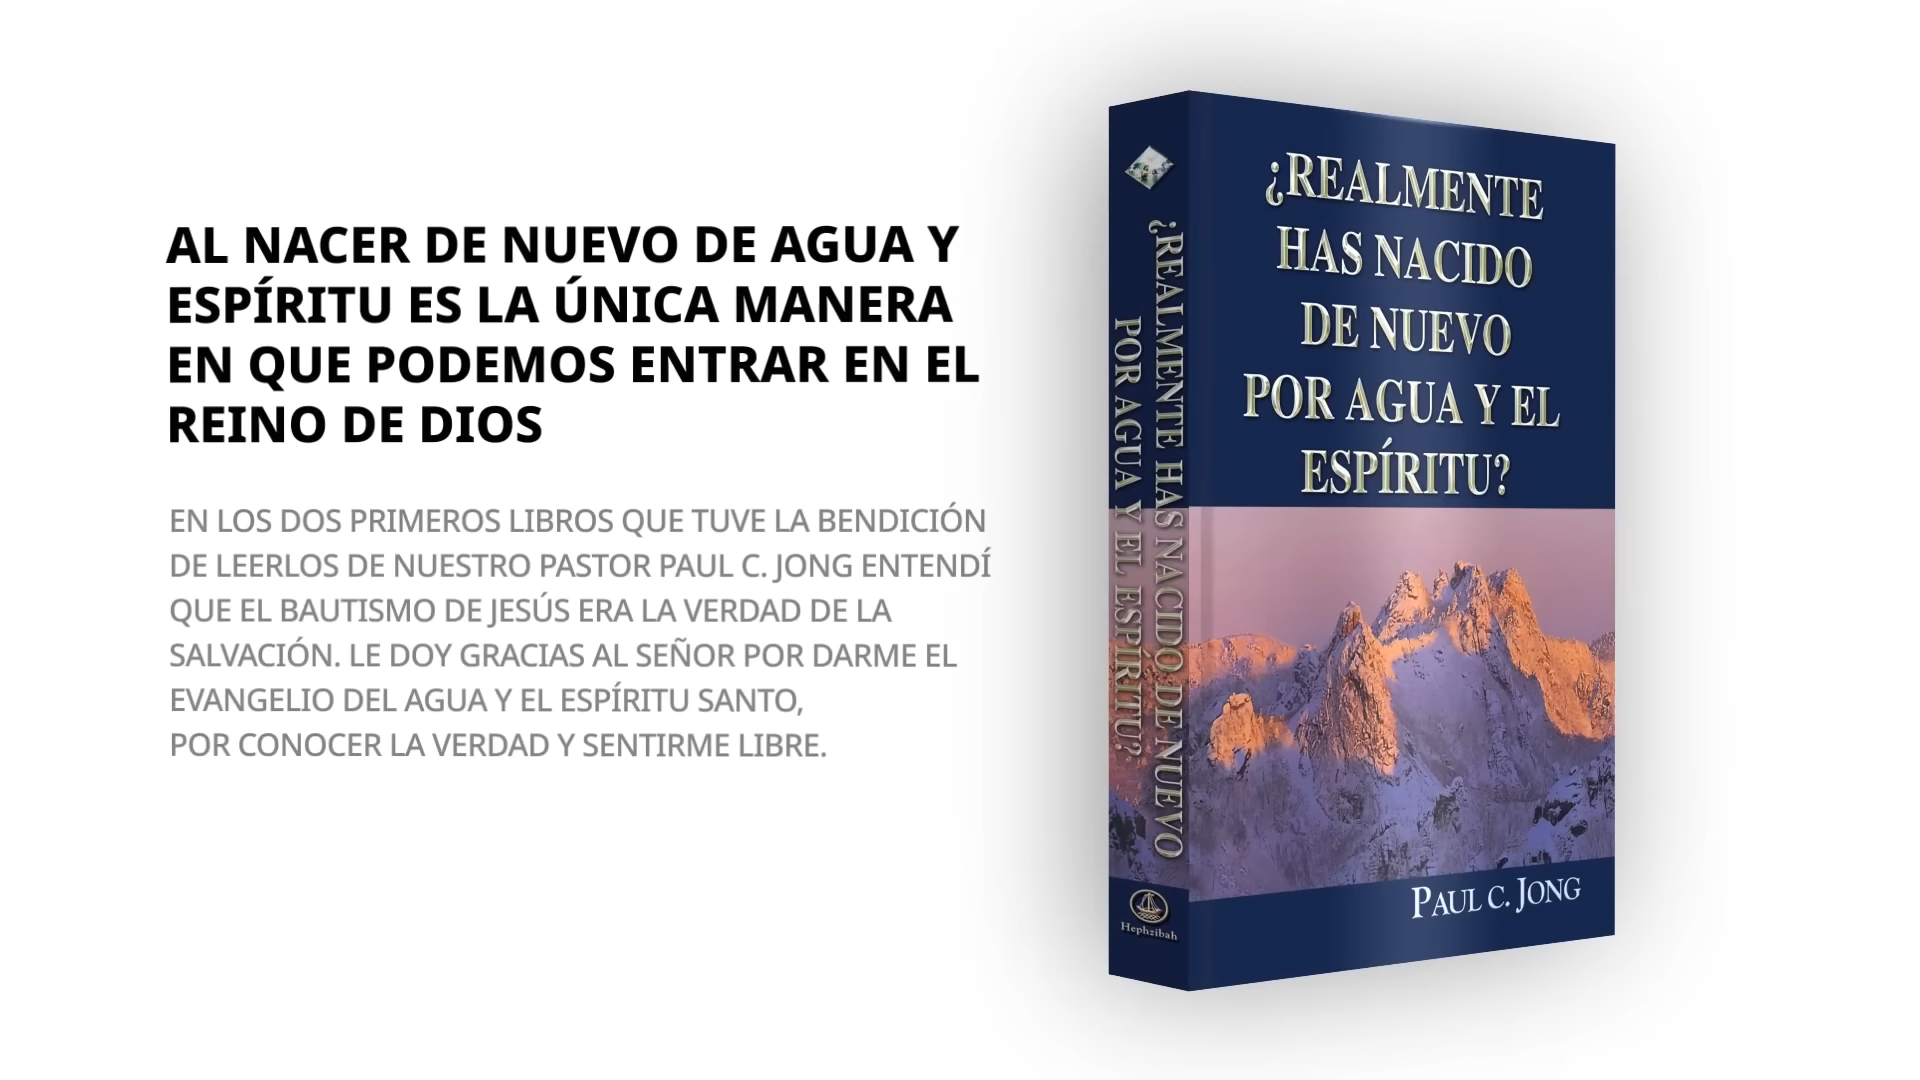 AL NACER DE NUEVO DE AGUA Y
ESPÍRITU ES LA ÚNICA MANERA
EN QUE PODEMOS ENTRAR EN EL
REINO DE DIOS
EN LOS DOS PRIMEROS LIBROS QUE TUVE LA BENDICIÓN
DE LEERLOS DE NUESTRO PASTOR PAUL C. JONG ENTENDÍ
QUE EL BAUTISMO DE JESÚS ERA LA VERDAD DE LA
SALVACIÓN. LE DOY GRACIAS AL SEÑOR POR DARME EL
EVANGELIO DEL AGUA Y EL ESPÍRITU SANTO,
POR CONOCER LA VERDAD Y SENTIRME LIBRE.
¿REALMENTE HAS NACIDO DE NUEVO
POR AGUA Y EL ESPÍRITU?
Hephzibah
¿REALMENTE
HAS NACIDO
DE NUEVO
POR AGUA Y EL
ESPÍRITU?
PAUL C. JONG